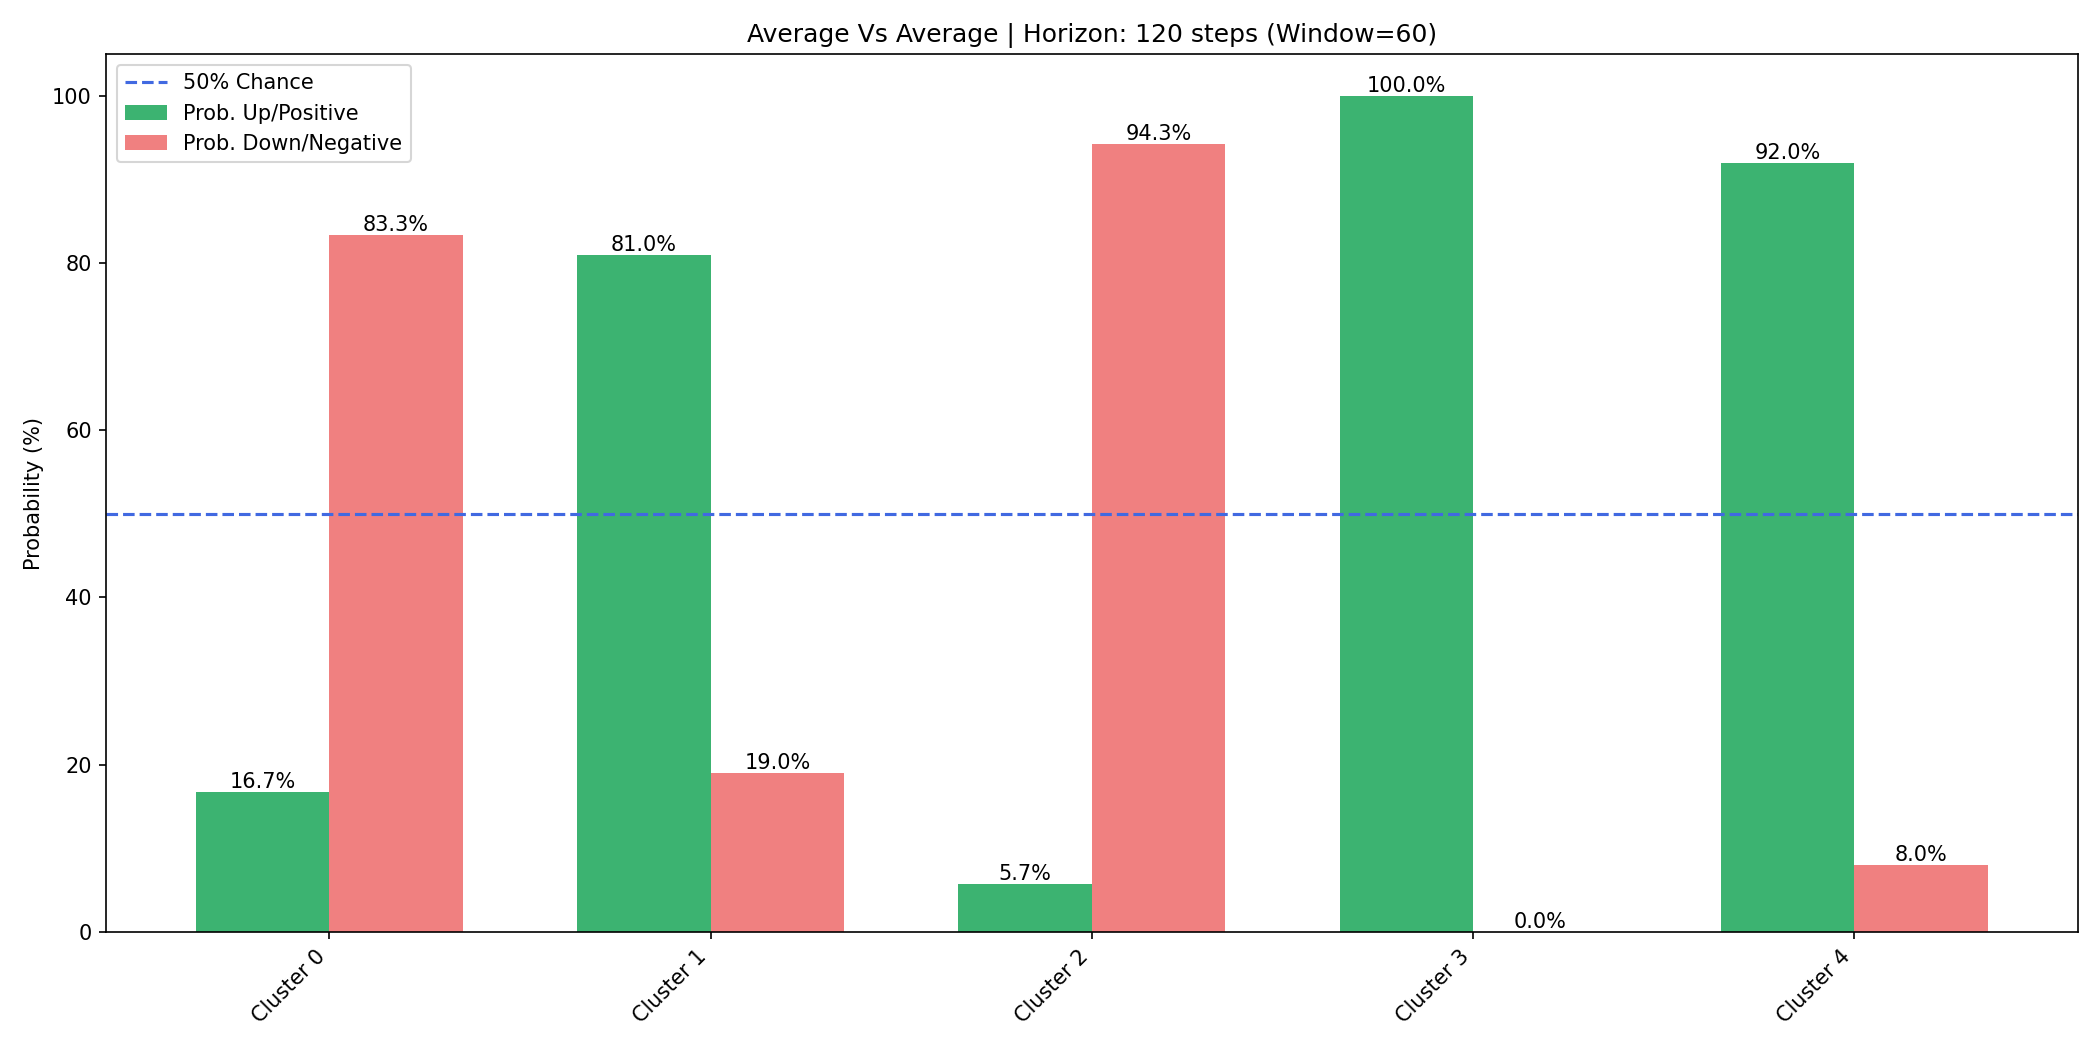 Average Vs Average | Horizon: 120 steps (Window=60)
50% Chance
Prob. Up/Positive
Prob. Down/Negative
Probability (%)
100
80
60
40
20
0
16.7%
83.3%
81.0%
19.0%
5.7%
94.3%
100.0%
0.0%
92.0%
8.0%
Cluster 0
Cluster 1
Cluster 2
Cluster 3
Cluster 4